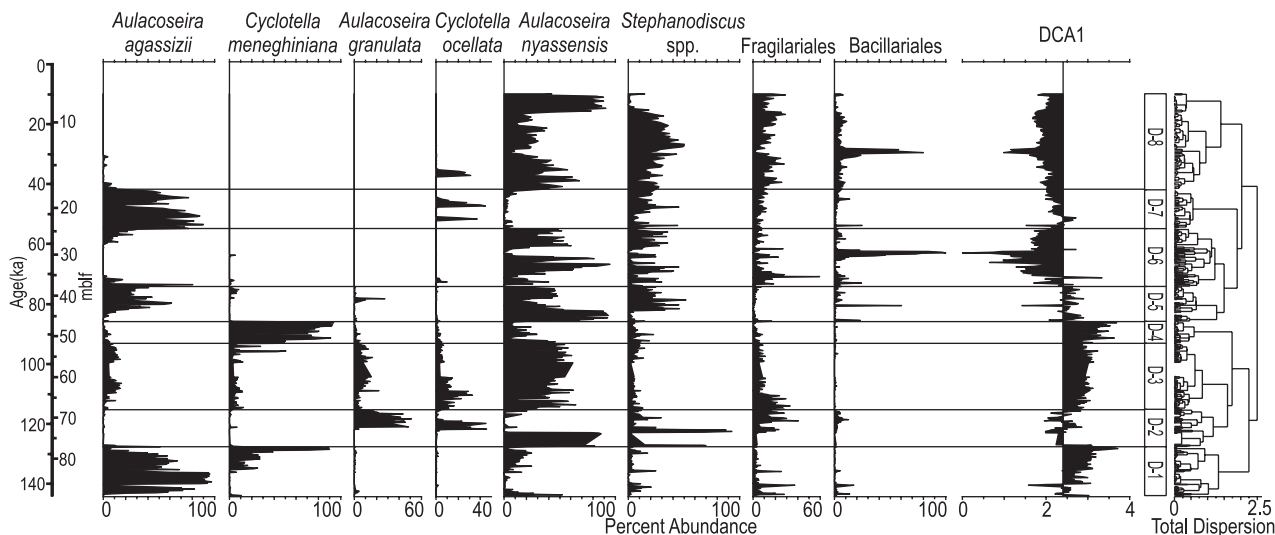 Aulacoseira agassizii
Cyclotella meneghiniana
Aulacoseira granulata
Cyclotella ocellata
Aulacoseira nyassensis
Stephanodiscus spp.
Fragilariales
Bacillariales
DCA1
Age(ka)
0
20
40
60
80
100
120
140
mblf
10
20
30
40
50
60
70
80
D-8
D-7
D-6
D-5
D-4
D-3
D-2
D-1
0 100
0 100
0
0 40
0 100
0 100
0 60
0 100
2 4
0 2.5
Percent Abundance
Total Dispersion